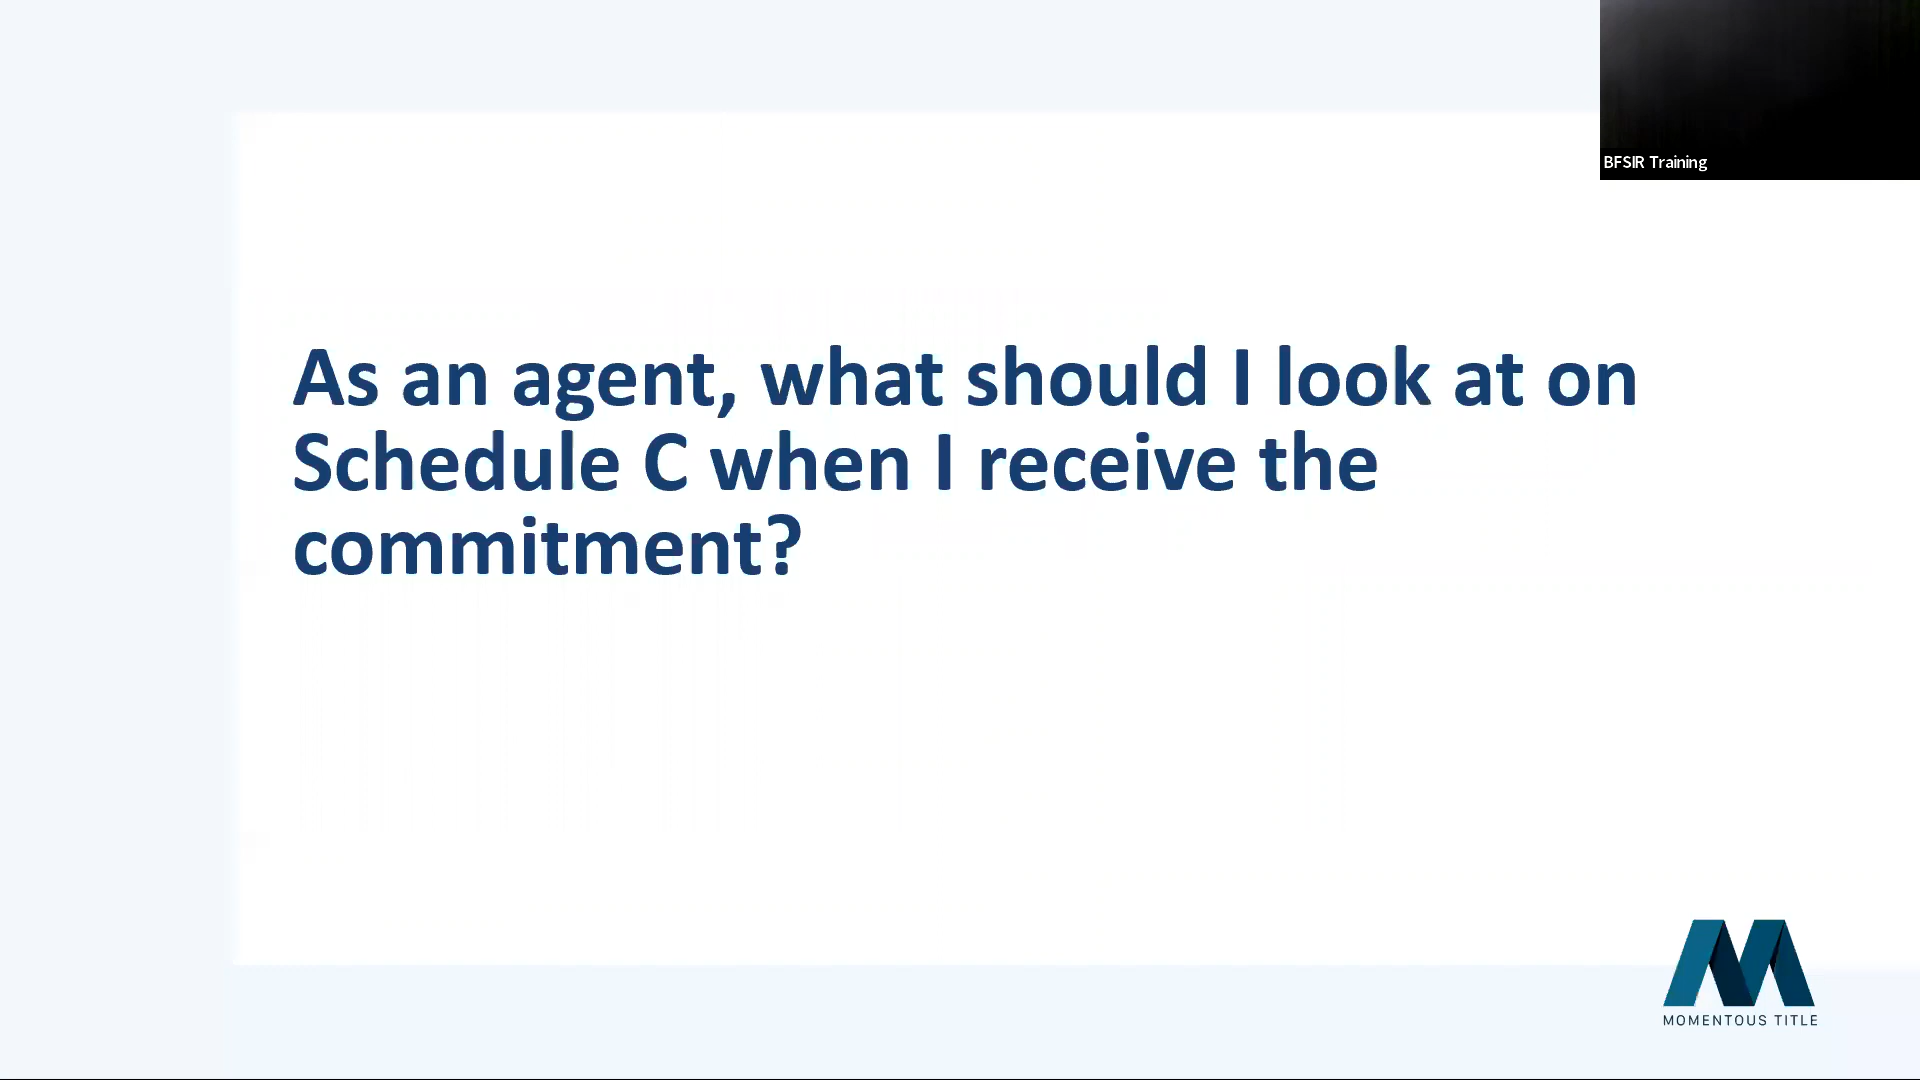 BFSIR Training
As an agent, what should I look at on
Schedule C when I receive the
commitment?
MOMENTOUS TITLE